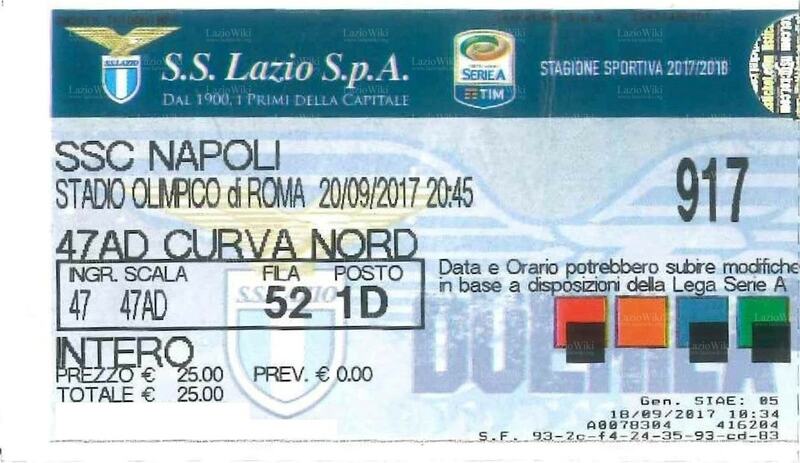 S.S.LAZIO
S.S. Lazio S.p.A.
DAL 1900, I PRIMI DELLA CAPITALE
SERIE A
TIM
STAGIONE SPORTIVA 2017/2018
SSC NAPOLI
STADIO OLIMPICO di ROMA 20/09/2017 20:45
917
47AD CURVA NORD
INGR. SCALA FILA POSTO
47 47AD 52 1D
Data e Orario potrebbero subire modifiche
in base a disposizioni della Lega Serie A
S.S.LAZIO
INTERO
PREZZO € 25.00 PREV. € 0.00
TOTALE € 25.00
Gen. SIAE: 05
18/09/2017 10:34
A0078304 416204
S.F. 93-2c-f4-24-35-93-cd-83
LazioWiki